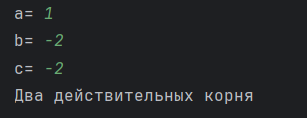 a= 1
b= -2
c= -2
Два действительных корня